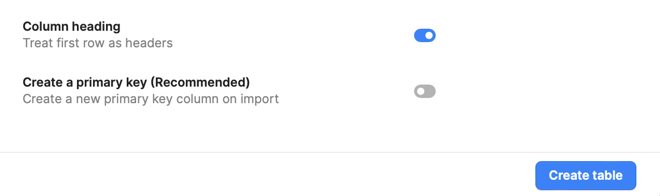 Column heading
Treat first row as headers
Create a primary key (Recommended)
Create a new primary key column on import
Create table